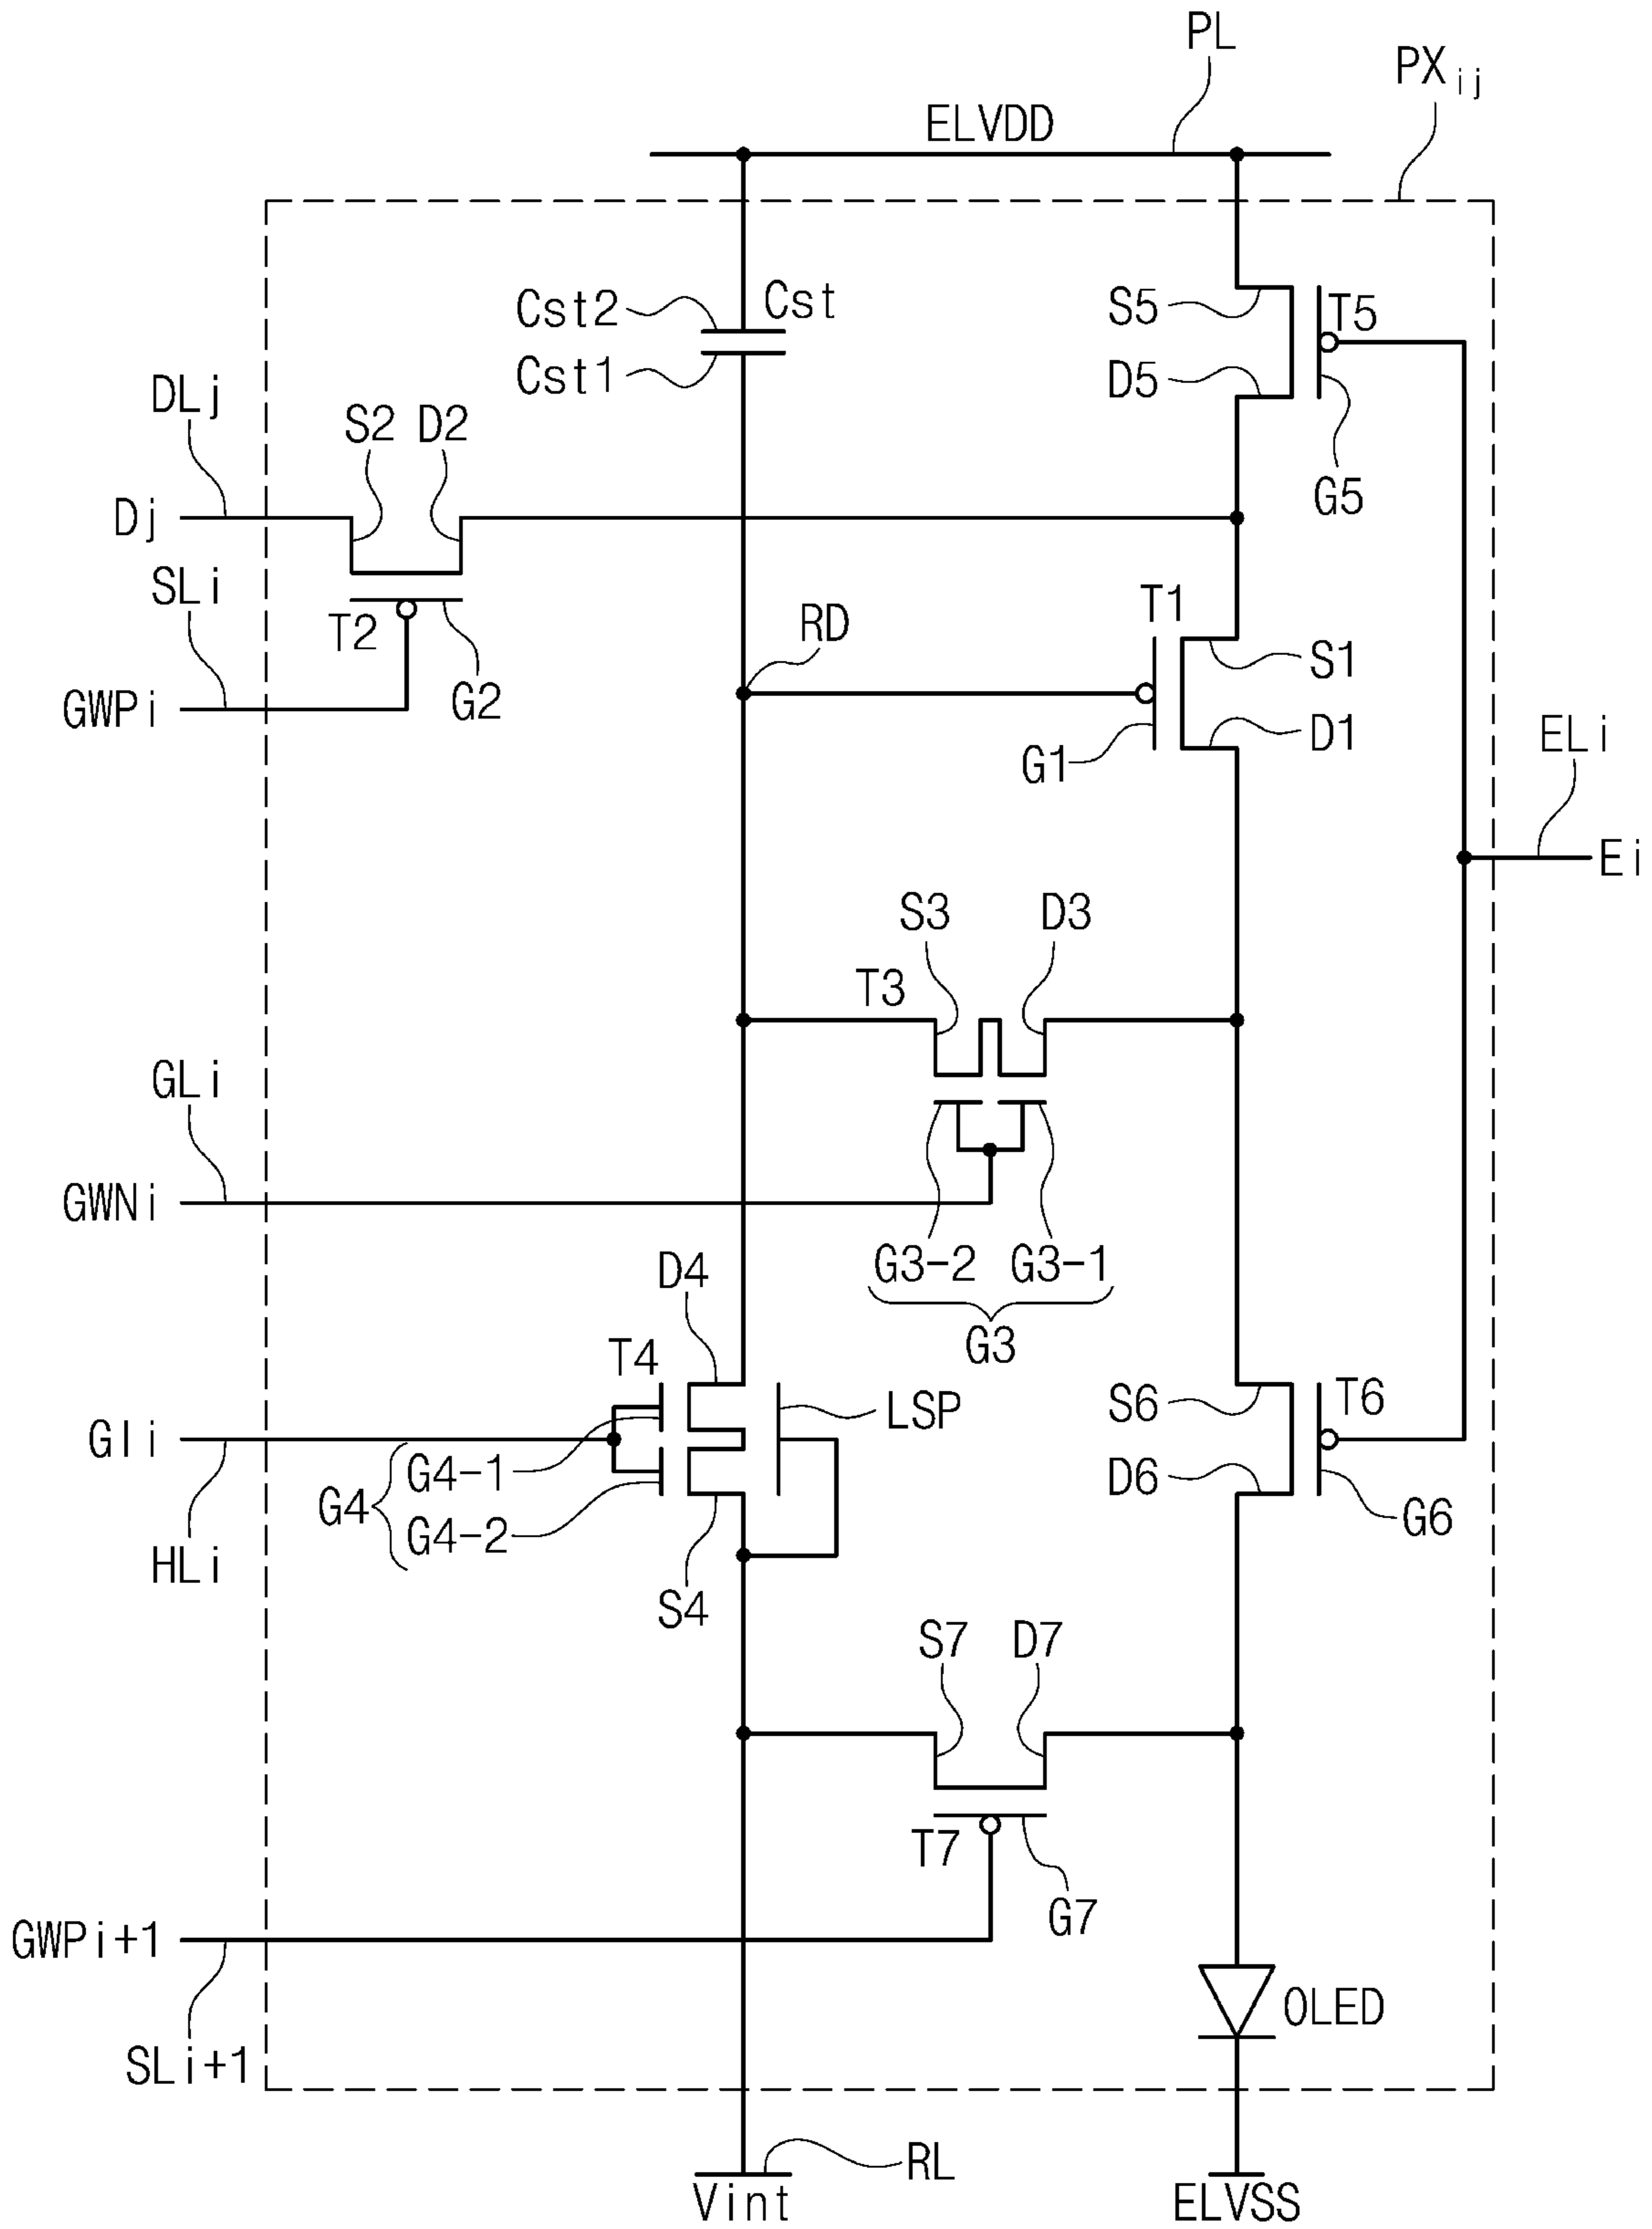 PL
PXij
ELVDD
Cst2
Cst
Cst1
S5
T5
D5
G5
DLj
S2
D2
Dj
SLi
T2
G2
GWPi
RD
T1
S1
G1
D1
ELi
Ei
S3
D3
T3
GLi
GWNi
G3-2
G3-1
G3
D4
T4
LSP
S6
T6
GIi
G4-1
G4
G4-2
D6
G6
HLi
S4
S7
D7
T7
G7
GWPi+1
SLi+1
OLED
RL
Vint
ELVSS